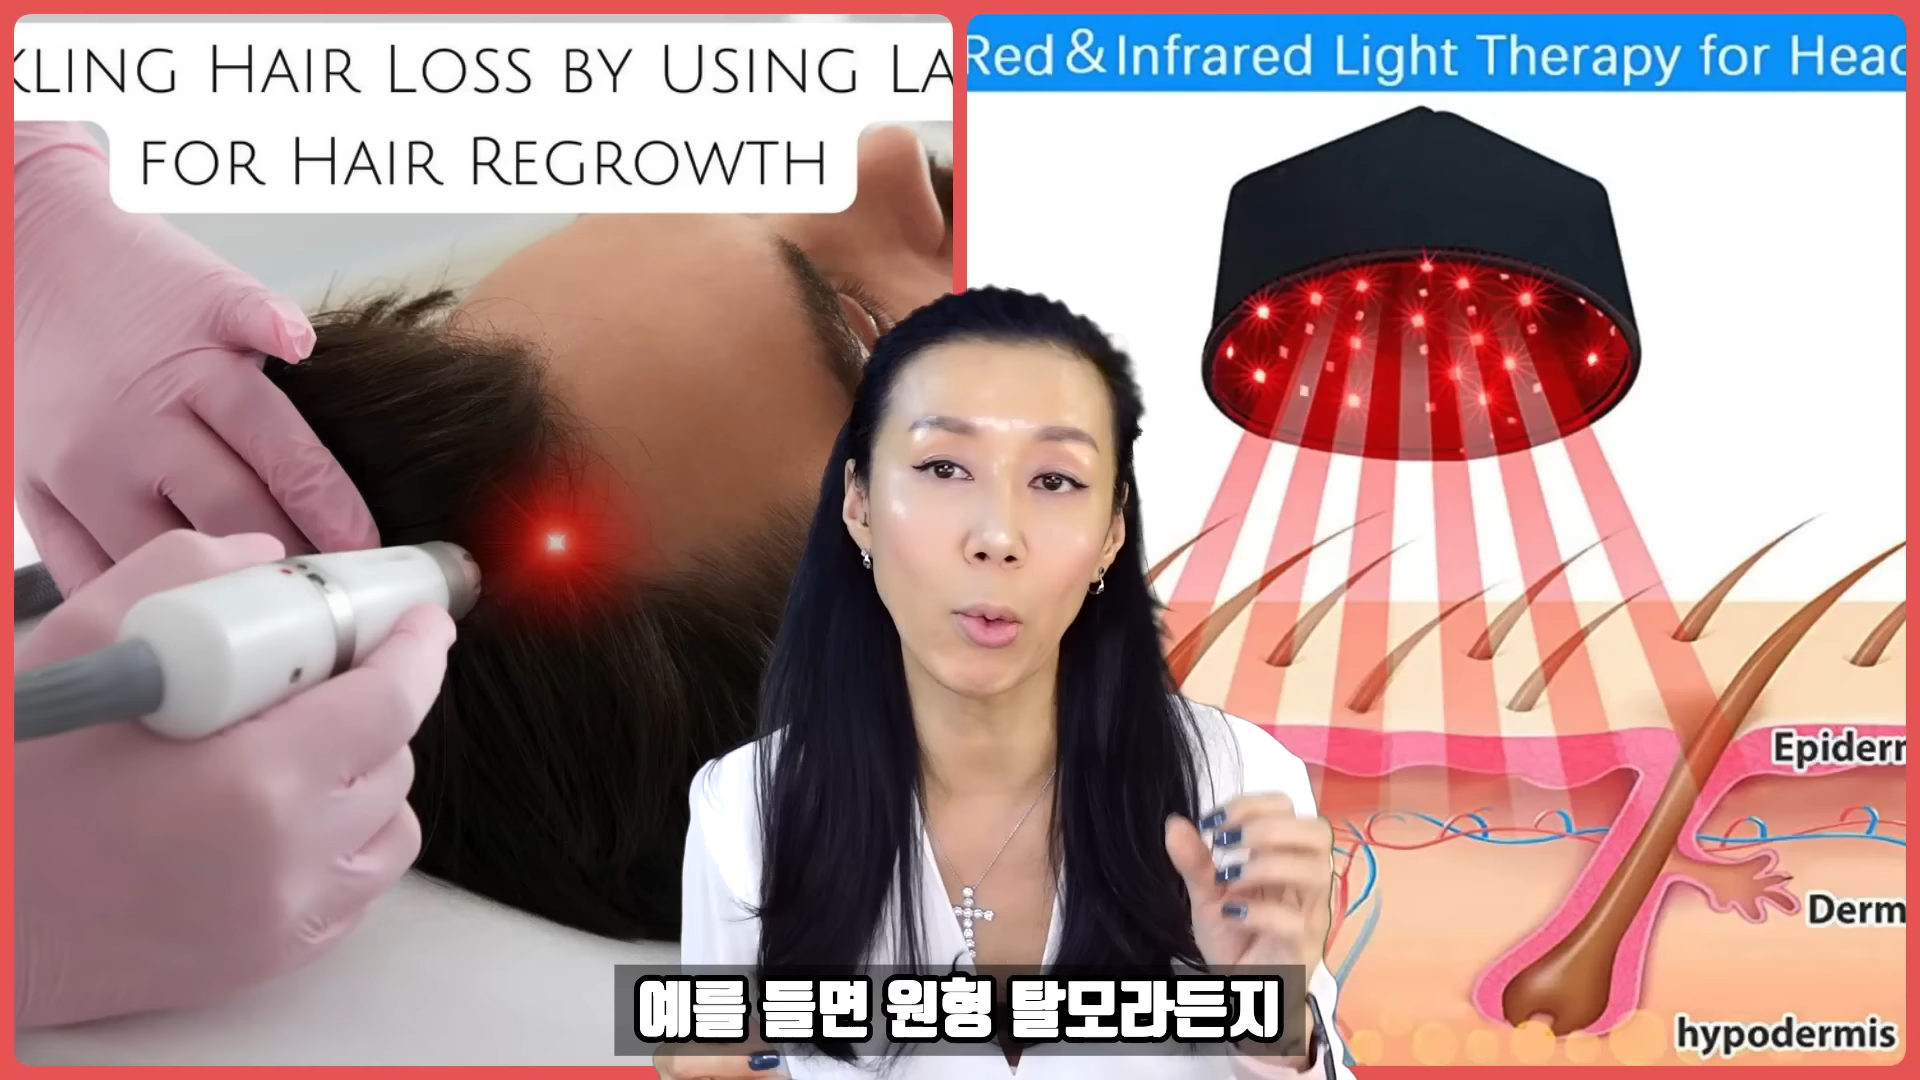 KLING HAIR LOSS BY USING LA
FOR HAIR REGROWTH
Red & Infrared Light Therapy for Head
Epiderm
Derm
hypodermis
예를 들면 원형 탈모라든지